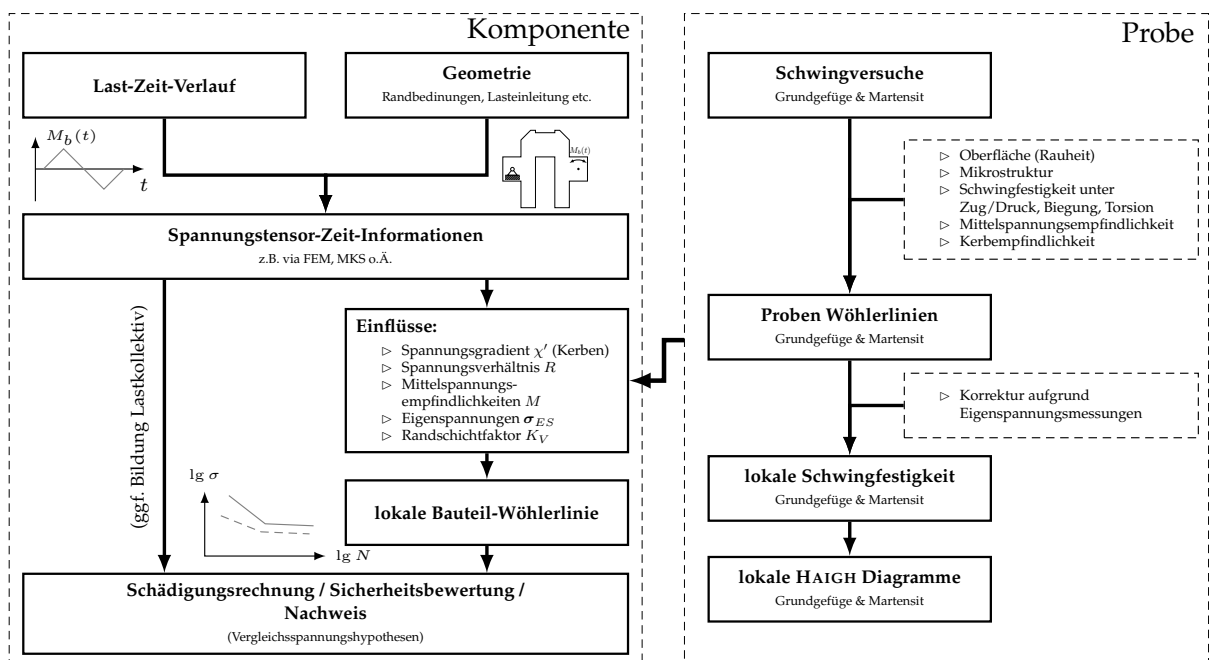 Komponente
Last-Zeit-Verlauf
Geometrie
Randbedinungen, Lasteinleitung etc.
M_b(t)
t
M_b(t)
Spannungstensor-Zeit-Informationen
z.B. via FEM, MKS o.Ä.
(ggf. Bildung Lastkollektiv)
Einflüsse:
▷ Spannungsgradient χ′ (Kerben)
▷ Spannungsverhältnis R
▷ Mittelspannungs-
empfindlichkeiten M
▷ Eigenspannungen σ_ES
▷ Randschichtfaktor K_V
lg σ
lg N
lokale Bauteil-Wöhlerlinie
Schädigungsrechnung / Sicherheitsbewertung /
Nachweis
(Vergleichsspannungshypothesen)
Probe
Schwingversuche
Grundgefüge & Martensit
▷ Oberfläche (Rauheit)
▷ Mikrostruktur
▷ Schwingfestigkeit unter
Zug/Druck, Biegung, Torsion
▷ Mittelspannungsempfindlichkeit
▷ Kerbempfindlichkeit
Proben Wöhlerlinien
Grundgefüge & Martensit
▷ Korrektur aufgrund
Eigenspannungsmessungen
lokale Schwingfestigkeit
Grundgefüge & Martensit
lokale HAIGH Diagramme
Grundgefüge & Martensit